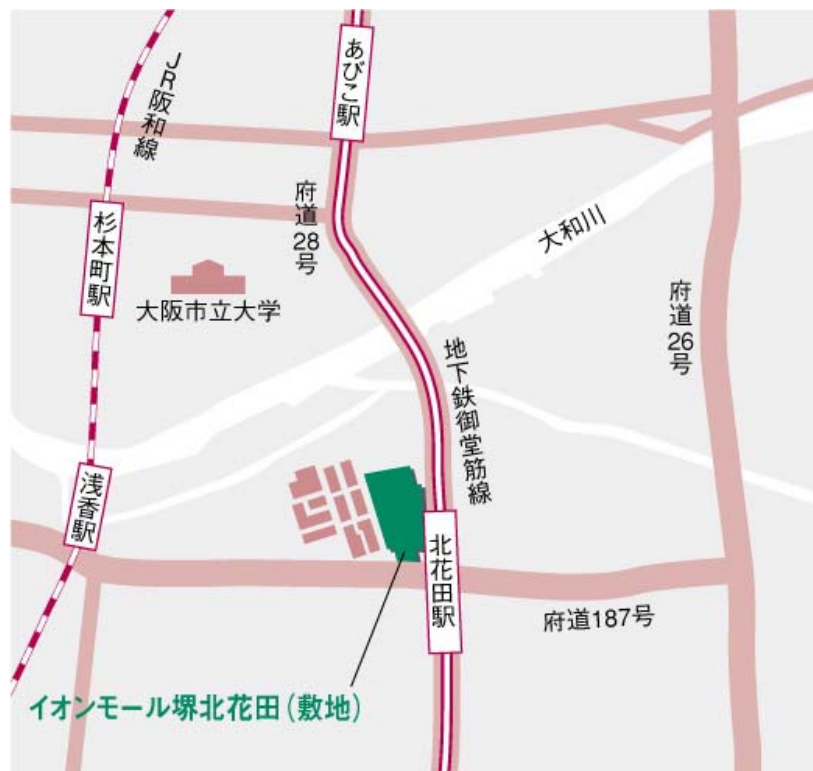 あびこ駅
JR阪和線
府道28号
杉本町駅
大和川
大阪市立大学
府道26号
地下鉄御堂筋線
浅香駅
北花田駅
府道187号
イオンモール堺北花田(敷地)